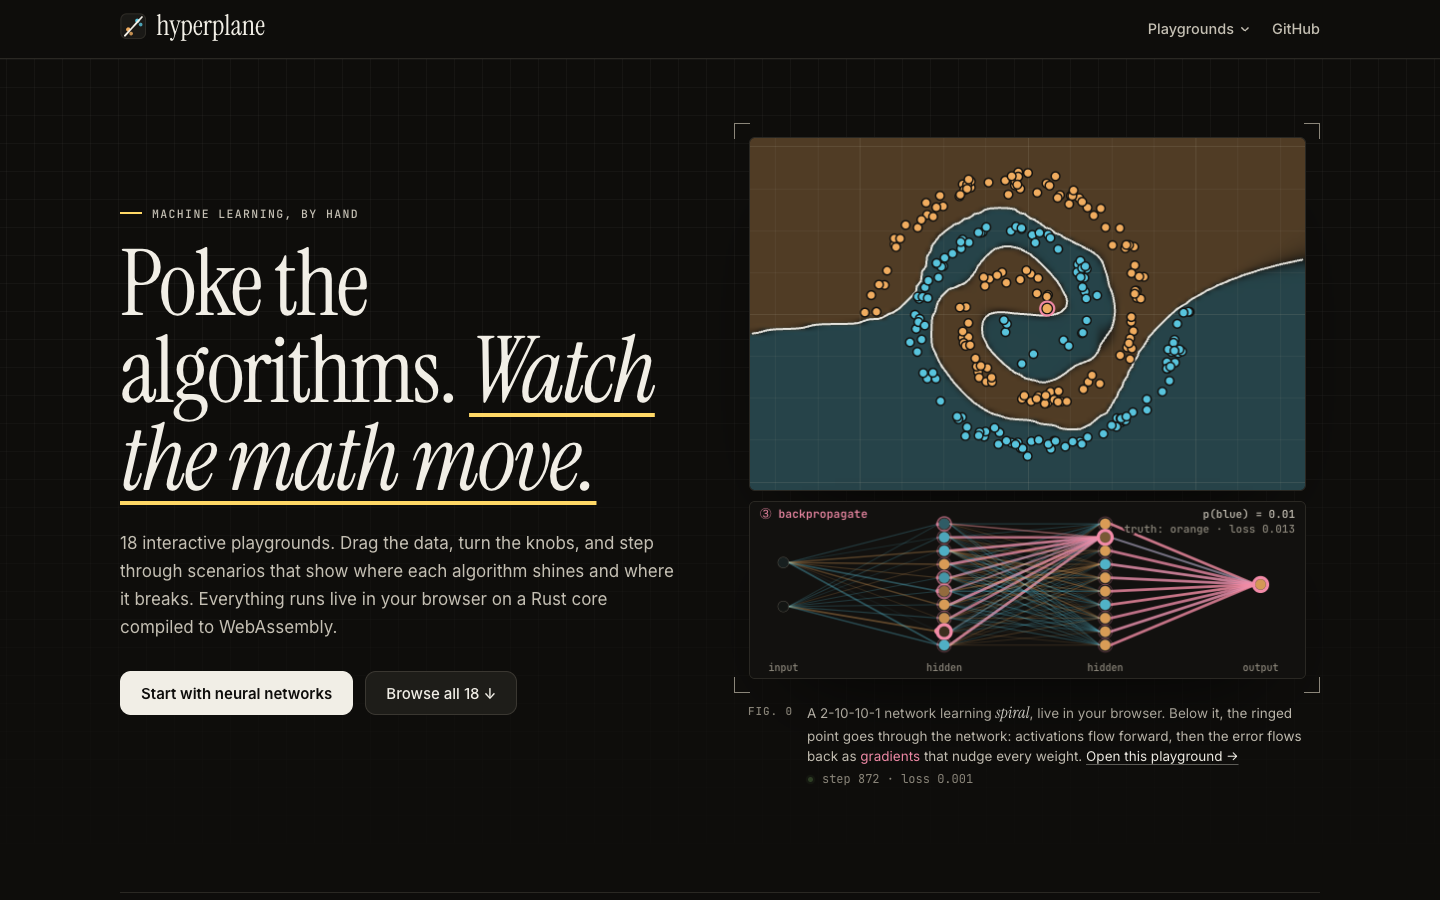 hyperplane
Playgrounds
GitHub
MACHINE LEARNING, BY HAND
Poke the
algorithms. Watch
the math move.
18 interactive playgrounds. Drag the data, turn the knobs, and step
through scenarios that show where each algorithm shines and where
it breaks. Everything runs live in your browser on a Rust core
compiled to WebAssembly.
Start with neural networks
Browse all 18 ↓
③ backpropagate
p(blue) = 0.01
truth: orange · loss 0.013
input
hidden
hidden
output
FIG. 0
A 2-10-10-1 network learning spiral, live in your browser. Below it, the ringed
point goes through the network: activations flow forward, then the error flows
back as gradients that nudge every weight. Open this playground →
step 872 · loss 0.001